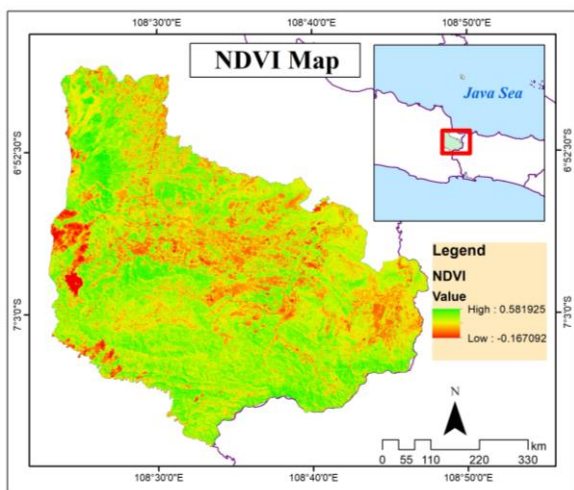 108°30'0"E 108°40'0"E 108°50'0"E
NDVI Map
Java Sea
6°52'30"S 6°52'30"S
Legend
NDVI
Value
High : 0.581925
Low : -0.167092
7°3'0"S 7°3'0"S
N
km
0 55 110 220 330
108°30'0"E 108°40'0"E 108°50'0"E